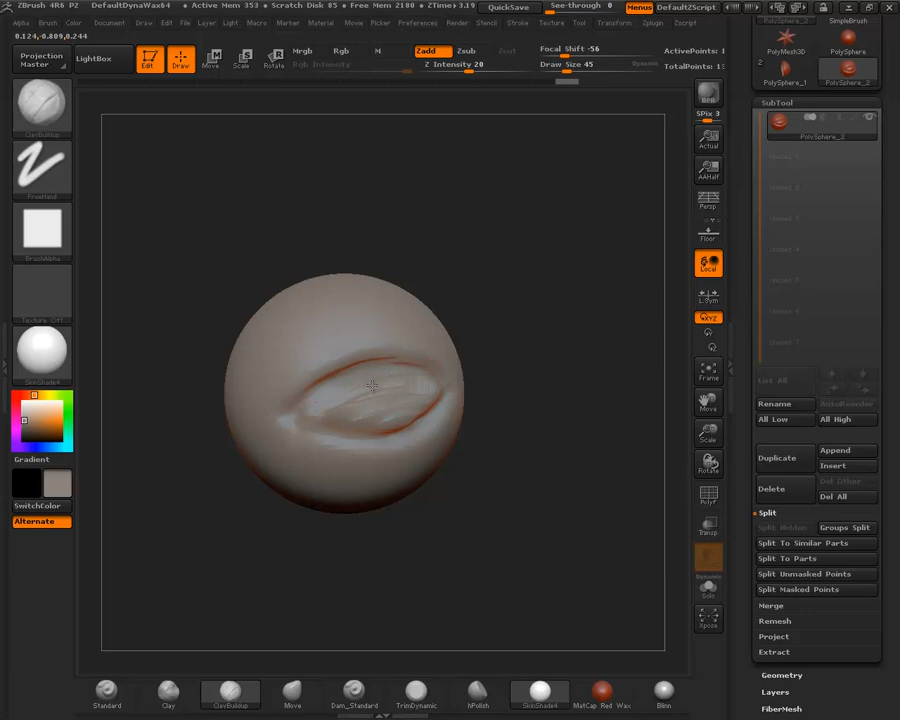 ZBrush 4R6 P2 DefaultDynaWax64 • Active Mem 353 • Scratch Disk 85 • Free Mem 2180 • ZTime▸3.19
QuickSave
See-through 0
Menus
DefaultZScript
Alpha Brush Color Document Draw Edit File Layer Light Macro Marker Material Movie Picker Preferences Render Stencil Stroke Texture Tool Transform Zplugin Zscript
0.124,-0.809,0.244
Projection Master
LightBox
Edit
Draw
Move
Scale
Rotate
Mrgb Rgb M
Rgb Intensity
Zadd Zsub Zcut
Z Intensity 20
Focal Shift -56
Draw Size 45
Dynamic
ActivePoints: 1
TotalPoints: 1
ClayBuildup
FreeHand
BrushAlpha
Texture Off
SkinShade4
Gradient
SwitchColor
Alternate
BPR
SPix 3
Actual
AAHalf
Persp
Floor
Local
L.Sym
XYZ
Frame
Move
Scale
Rotate
PolyF
Transp
Dynamic
Solo
Xpose
PolySphere_2
SimpleBrush
PolyMesh3D
PolySphere
2
PolySphere_1
PolySphere_2
SubTool
PolySphere_2
List All
Rename
AutoReorder
All Low
All High
Duplicate
Append
Insert
Delete
Del Other
Del All
Split
Split Hidden
Groups Split
Split To Similar Parts
Split To Parts
Split Unmasked Points
Split Masked Points
Merge
Remesh
Project
Extract
Geometry
Layers
FiberMesh
Standard
Clay
ClayBuildup
Move
Dam_Standard
TrimDynamic
hPolish
SkinShade4
MatCap Red Wax
Blinn